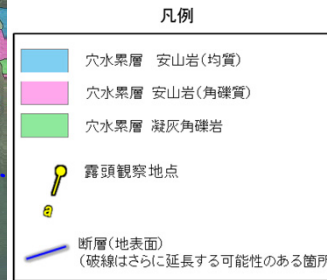 凡例
穴水累層 安山岩(均質)
穴水累層 安山岩(角礫質)
穴水累層 凝灰角礫岩
露頭観察地点
a
断層(地表面)
(破線はさらに延長する可能性のある箇所